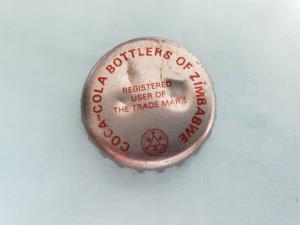 COCA-COLA BOTTLERS OF ZIMBABWE
REGISTERED
USER OF
THE TRADE MARK